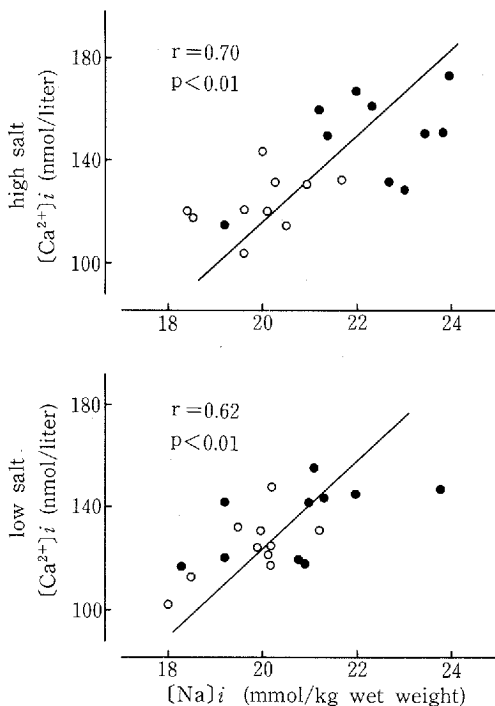 180
140
100
high salt
[Ca²⁺]i (nmol/liter)
r=0.70
p<0.01
18 20 22 24
180
140
100
low salt
[Ca²⁺]i (nmol/liter)
r=0.62
p<0.01
18 20 22 24
[Na]i (mmol/kg wet weight)